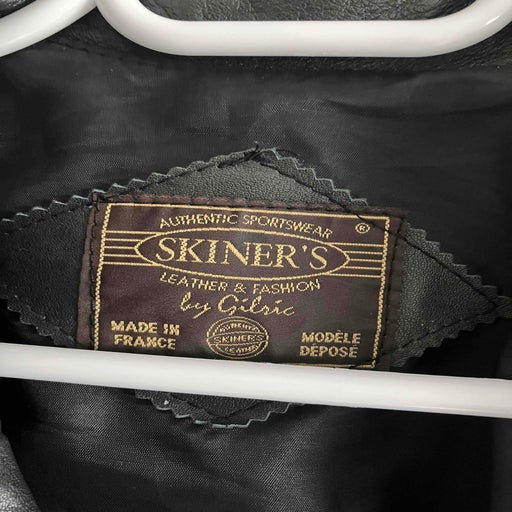 AUTHENTIC SPORTSWEAR
®
SKINER'S
LEATHER & FASHION
by Gilric
MADE IN
FRANCE
AUTHENTIC
SKINER'S
LEATHER
MODÈLE
DÉPOSÉ